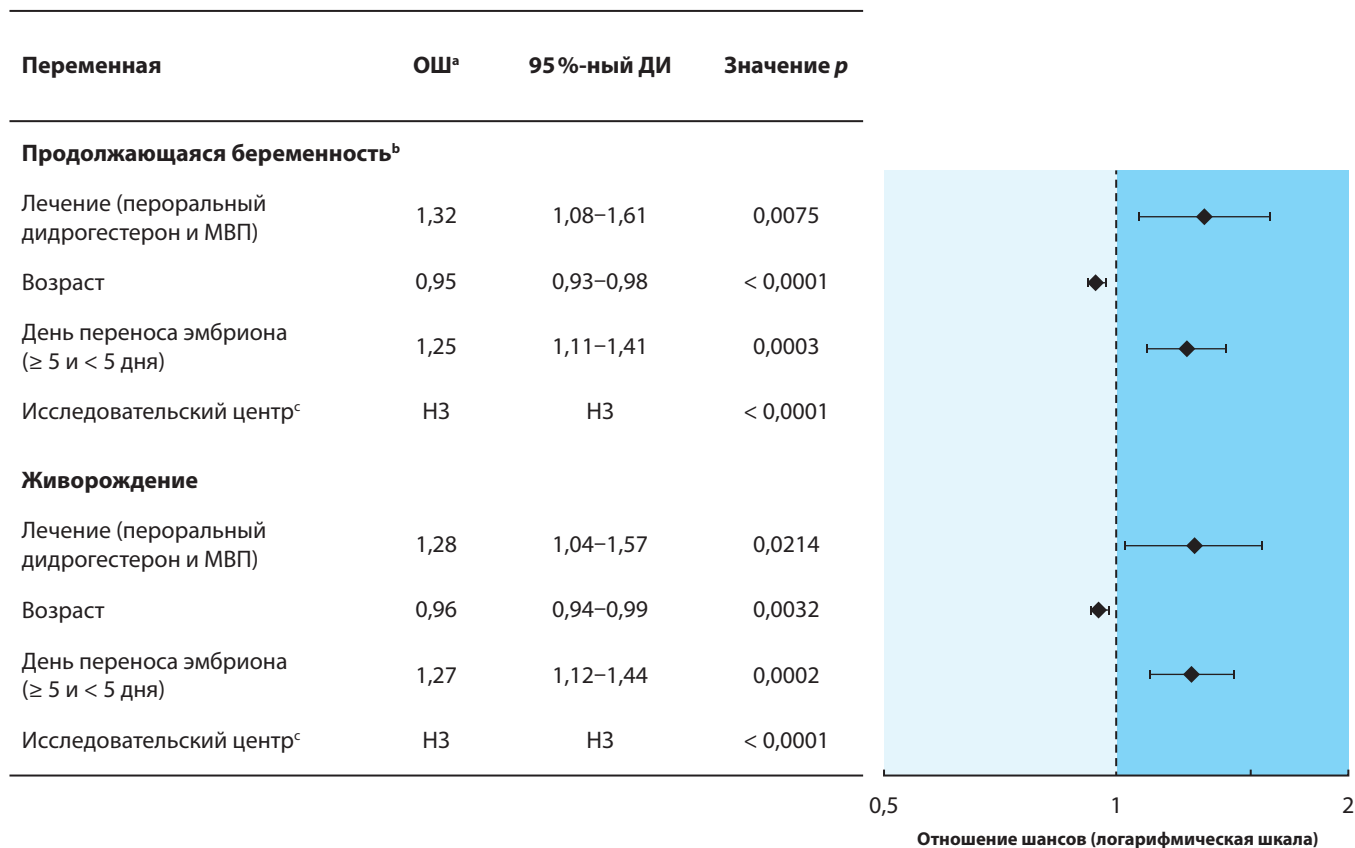 Переменная ОШᵃ 95 %-ный ДИ Значение p
Продолжающаяся беременностьᵇ
Лечение (пероральный
дидрогестерон и МВП) 1,32 1,08–1,61 0,0075
Возраст 0,95 0,93–0,98 < 0,0001
День переноса эмбриона
(≥ 5 и < 5 дня) 1,25 1,11–1,41 0,0003
Исследовательский центрᶜ НЗ НЗ < 0,0001
Живорождение
Лечение (пероральный
дидрогестерон и МВП) 1,28 1,04–1,57 0,0214
Возраст 0,96 0,94–0,99 0,0032
День переноса эмбриона
(≥ 5 и < 5 дня) 1,27 1,12–1,44 0,0002
Исследовательский центрᶜ НЗ НЗ < 0,0001
0,5 1 2
Отношение шансов (логарифмическая шкала)